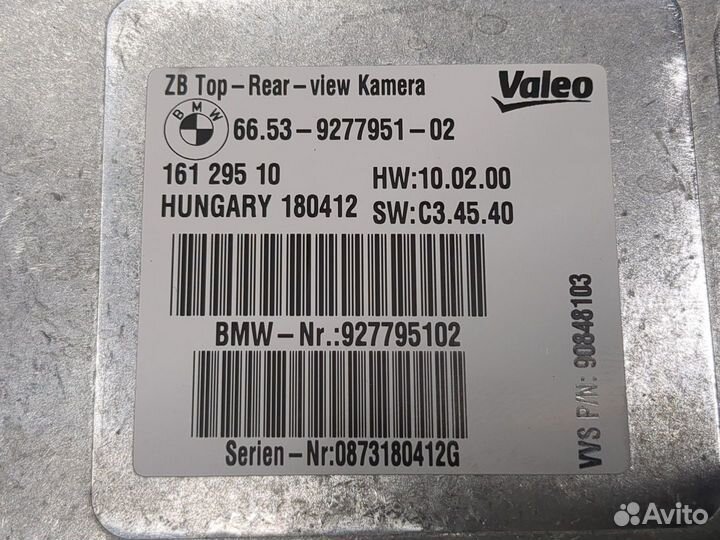 ZB Top-Rear-view Kamera
Valeo
BMW
66.53-9277951-02
161 295 10
HW:10.02.00
HUNGARY 180412
SW:C3.45.40
BMW-Nr.:927795102
Serien-Nr:0873180412G
VVS P/N: 90848103
Avito